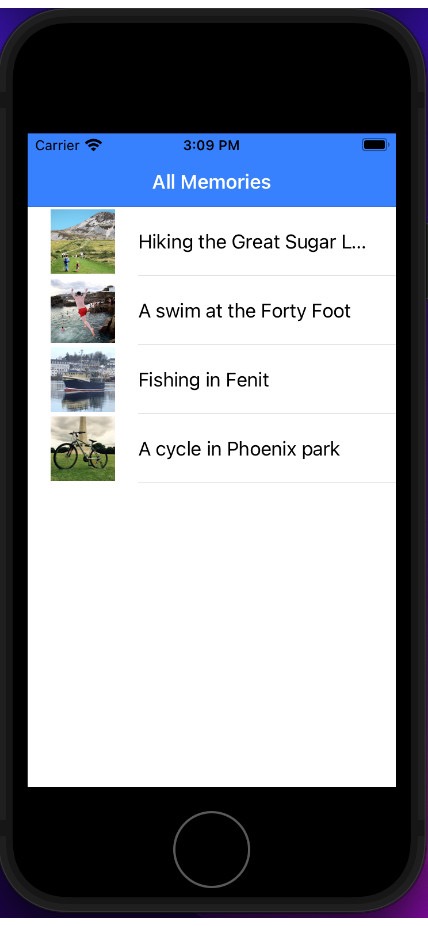 Carrier 3:09 PM
All Memories
Hiking the Great Sugar L...
A swim at the Forty Foot
Fishing in Fenit
A cycle in Phoenix park